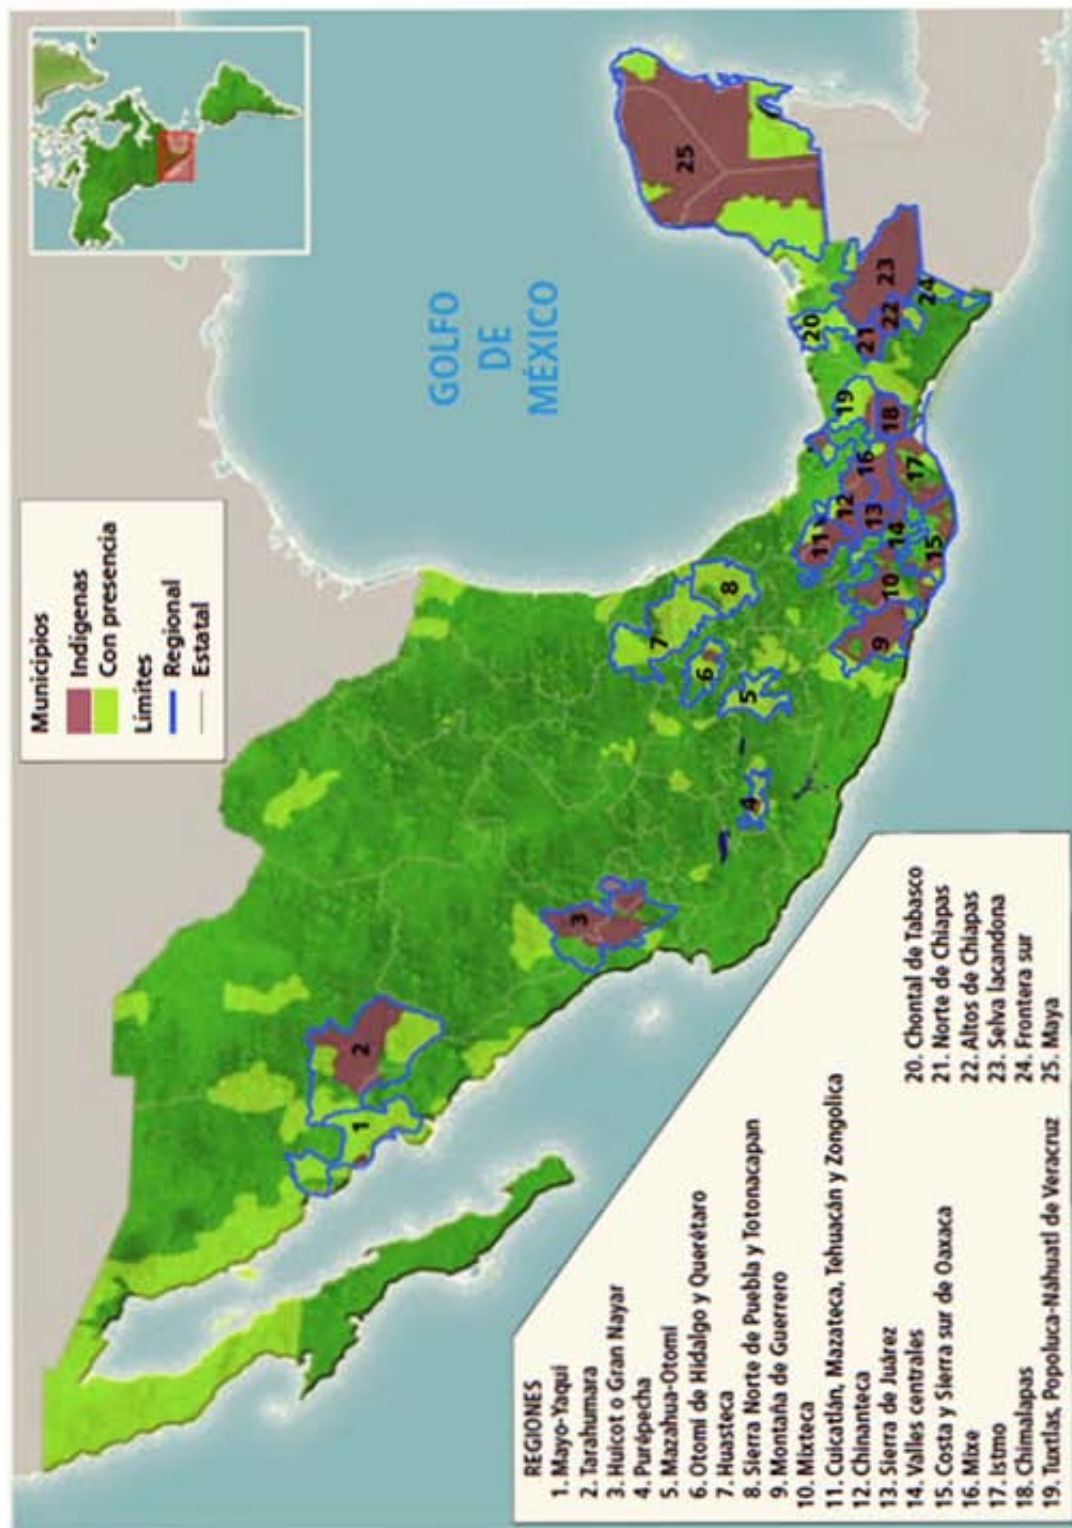 Municipios
Indígenas
Con presencia
Límites
Regional
Estatal
GOLFO
DE
MÉXICO
1
2
3
4
5
6
7
8
9
10
11
12
13
14
15
16
17
18
19
20
21
22
23
24
25
REGIONES
1. Mayo-Yaqui
2. Tarahumara
3. Huicot o Gran Nayar
4. Purépecha
5. Mazahua-Otomí
6. Otomí de Hidalgo y Querétaro
7. Huasteca
8. Sierra Norte de Puebla y Totonacapan
9. Montaña de Guerrero
10. Mixteca
11. Cuicatlán, Mazateca, Tehuacán y Zongolica
12. Chinanteca
13. Sierra de Juárez
14. Valles centrales
15. Costa y Sierra sur de Oaxaca
16. Mixe
17. Istmo
18. Chimalapas
19. Tuxtlas, Popoluca-Náhuatl de Veracruz
20. Chontal de Tabasco
21. Norte de Chiapas
22. Altos de Chiapas
23. Selva lacandona
24. Frontera sur
25. Maya